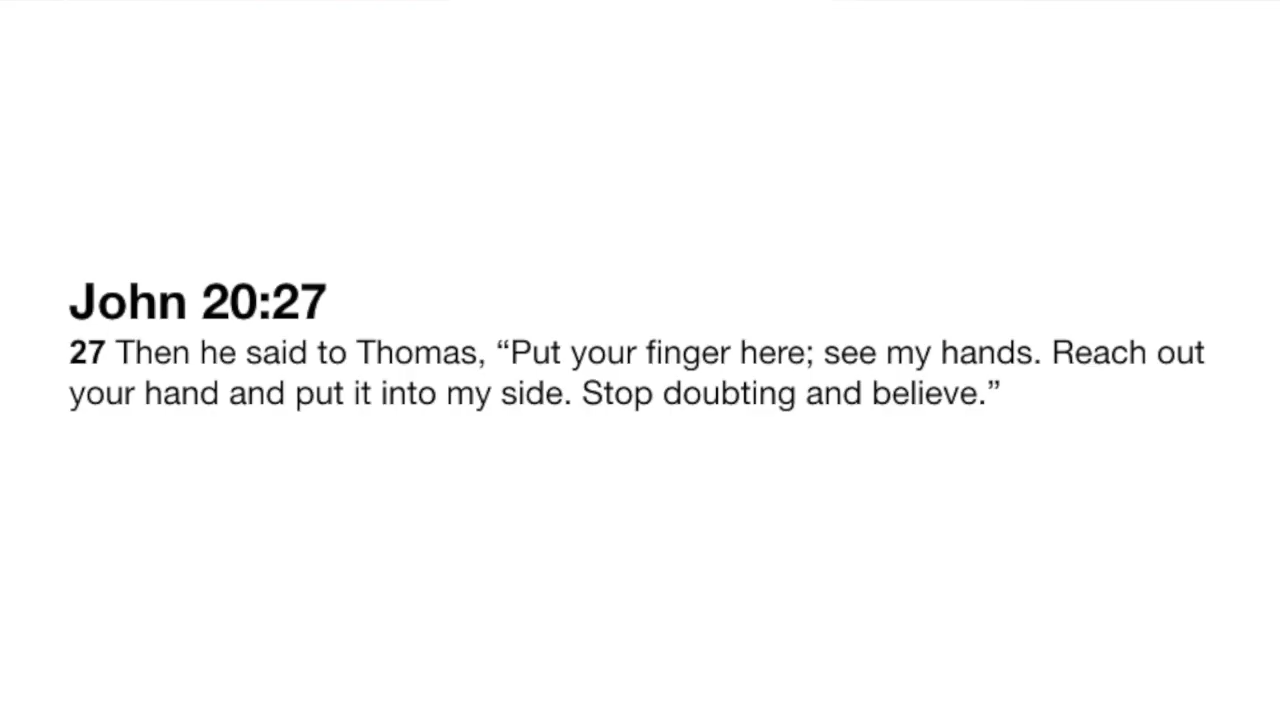 John 20:27
27 Then he said to Thomas, “Put your finger here; see my hands. Reach out
your hand and put it into my side. Stop doubting and believe.”